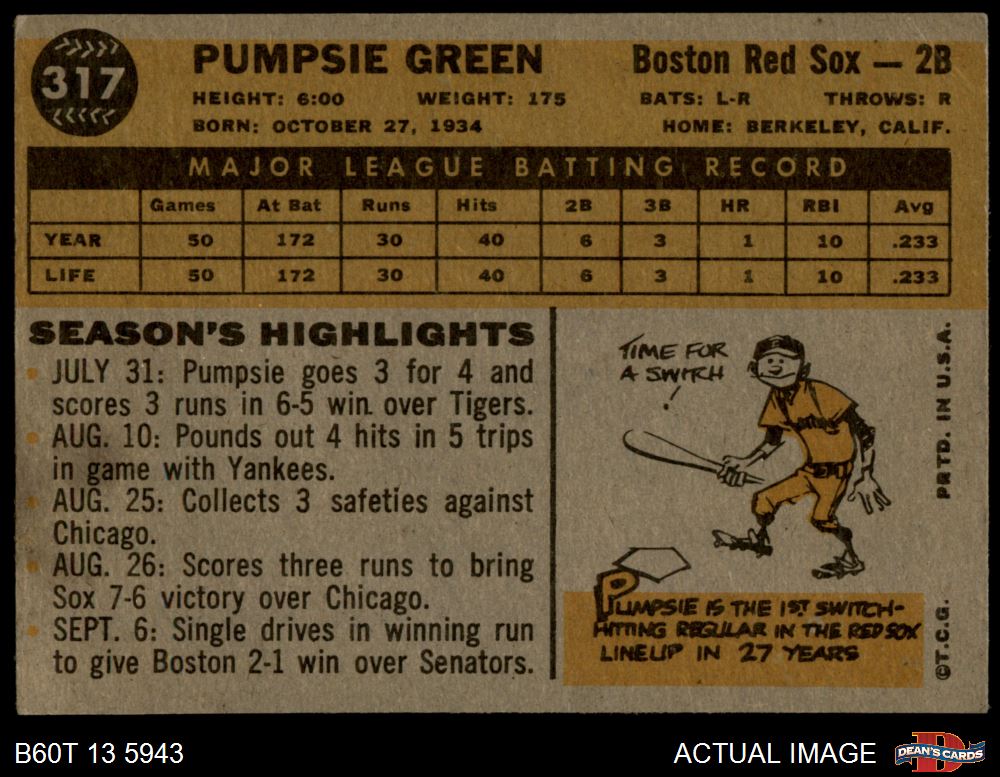 317
PUMPSIE GREEN
Boston Red Sox — 2B
HEIGHT: 6:00 WEIGHT: 175 BATS: L-R THROWS: R
BORN: OCTOBER 27, 1934 HOME: BERKELEY, CALIF.
MAJOR LEAGUE BATTING RECORD
Games At Bat Runs Hits 2B 3B HR RBI Avg
YEAR 50 172 30 40 6 3 1 10 .233
LIFE 50 172 30 40 6 3 1 10 .233
SEASON'S HIGHLIGHTS
• JULY 31: Pumpsie goes 3 for 4 and
scores 3 runs in 6-5 win over Tigers.
• AUG. 10: Pounds out 4 hits in 5 trips
in game with Yankees.
• AUG. 25: Collects 3 safeties against
Chicago.
• AUG. 26: Scores three runs to bring
Sox 7-6 victory over Chicago.
• SEPT. 6: Single drives in winning run
to give Boston 2-1 win over Senators.
TIME FOR
A SWITCH
!
PUMPSIE IS THE 1ST SWITCH-
HITTING REGULAR IN THE RED SOX
LINEUP IN 27 YEARS
PRTD. IN U.S.A.
©T.C.G.
B60T 13 5943
ACTUAL IMAGE
D
DEAN'S CARDS